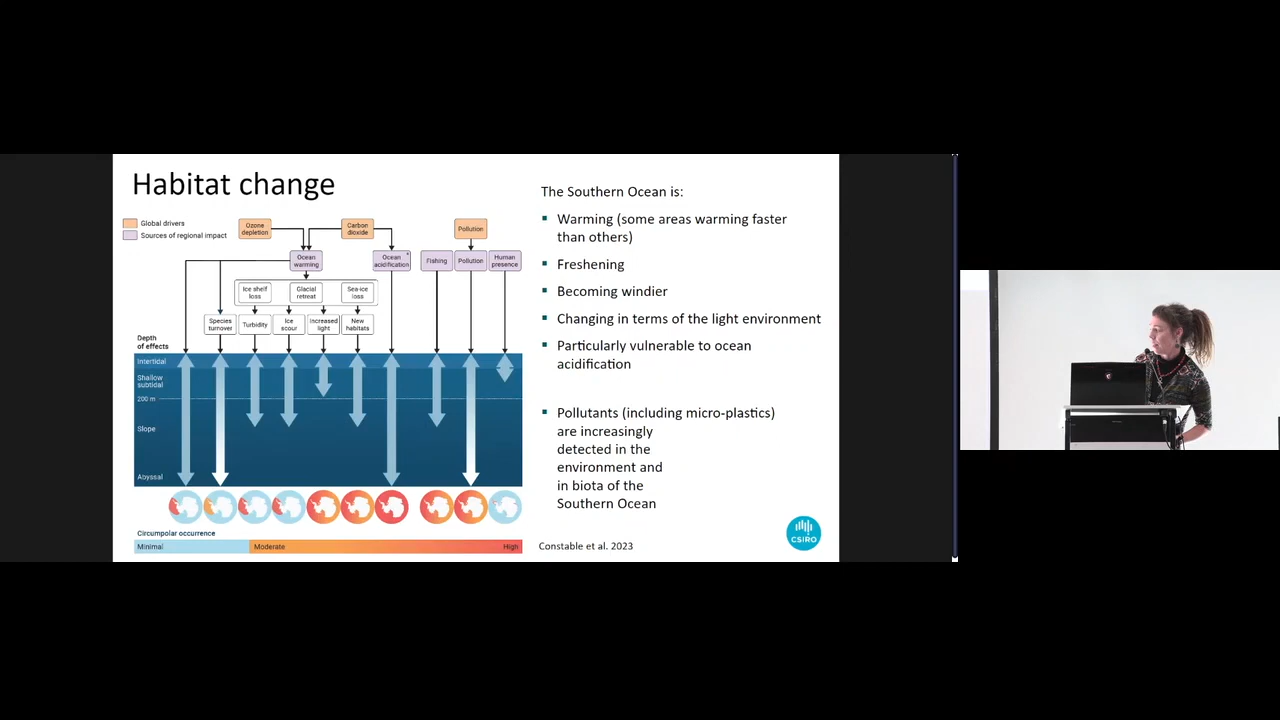 Habitat change
Global drivers
Sources of regional impact
Ozone
depletion
Carbon
dioxide
Pollution
Ocean
warming
Ocean
acidification
*
Fishing
Pollution
Human
presence
Ice shelf
loss
Glacial
retreat
Sea-ice
loss
Species
turnover
Turbidity
Ice
scour
Increased
light
New
habitats
Depth
of effects
Intertidal
Shallow
subtidal
200 m
Slope
Abyssal
Circumpolar occurrence
Minimal
Moderate
High
The Southern Ocean is:
▪ Warming (some areas warming faster
than others)
▪ Freshening
▪ Becoming windier
▪ Changing in terms of the light environment
▪ Particularly vulnerable to ocean
acidification
▪ Pollutants (including micro-plastics)
are increasingly
detected in the
environment and
in biota of the
Southern Ocean
Constable et al. 2023
CSIRO